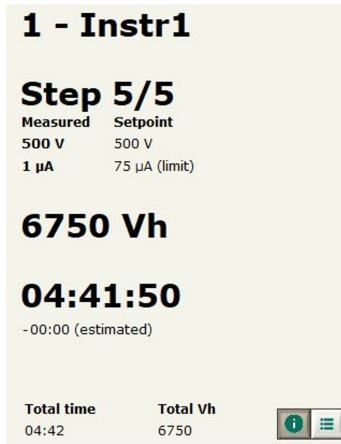 1 - Instr1
Step 5/5
Measured Setpoint
500 V 500 V
1 µA 75 µA (limit)
6750 Vh
04:41:50
-00:00 (estimated)
Total time Total Vh
04:42 6750